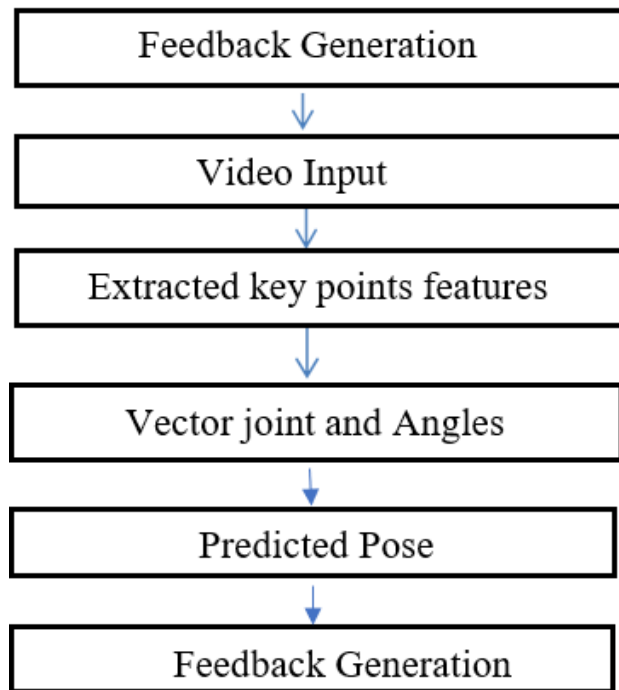 Feedback Generation
Video Input
Extracted key points features
Vector joint and Angles
Predicted Pose
Feedback Generation